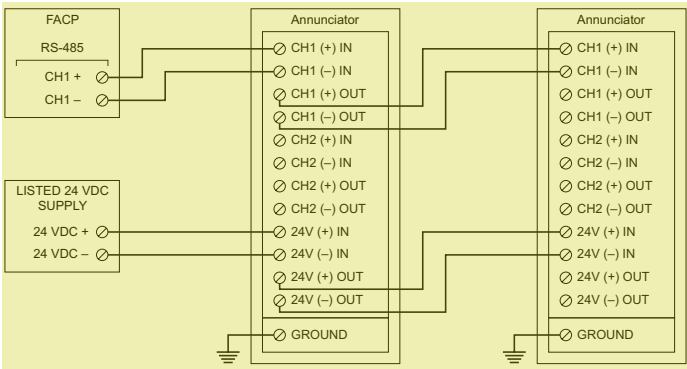 FACP
RS-485
CH1 +
CH1 –
LISTED 24 VDC
SUPPLY
24 VDC +
24 VDC –
Annunciator
CH1 (+) IN
CH1 (–) IN
CH1 (+) OUT
CH1 (–) OUT
CH2 (+) IN
CH2 (–) IN
CH2 (+) OUT
CH2 (–) OUT
24V (+) IN
24V (–) IN
24V (+) OUT
24V (–) OUT
GROUND
Annunciator
CH1 (+) IN
CH1 (–) IN
CH1 (+) OUT
CH1 (–) OUT
CH2 (+) IN
CH2 (–) IN
CH2 (+) OUT
CH2 (–) OUT
24V (+) IN
24V (–) IN
24V (+) OUT
24V (–) OUT
GROUND